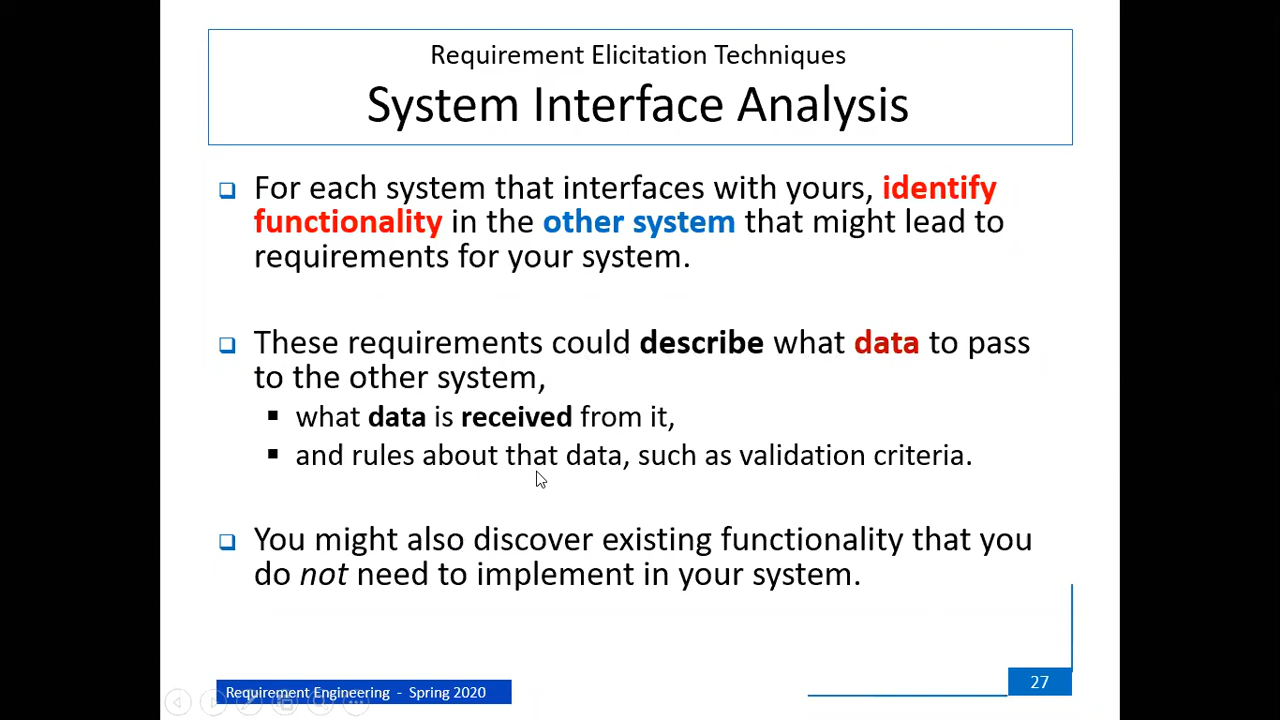 Requirement Elicitation Techniques
System Interface Analysis
For each system that interfaces with yours, identify
functionality in the other system that might lead to
requirements for your system.
These requirements could describe what data to pass
to the other system,
what data is received from it,
and rules about that data, such as validation criteria.
You might also discover existing functionality that you
do not need to implement in your system.
Requirement Engineering - Spring 2020
27